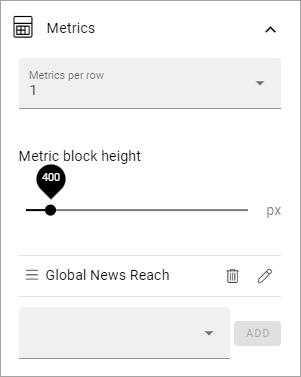 Metrics
Metrics per row
1
Metric block height
400
px
Global News Reach
ADD